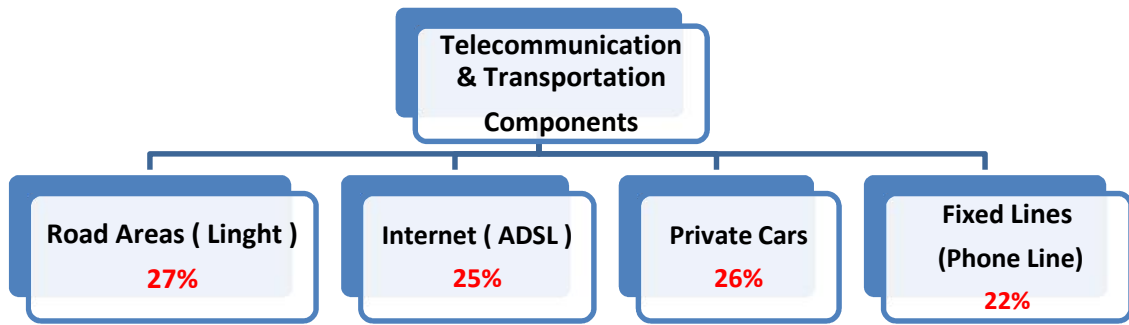 Telecommunication
& Transportation
Components
Road Areas ( Linght )
27%
Internet ( ADSL )
25%
Private Cars
26%
Fixed Lines
(Phone Line)
22%